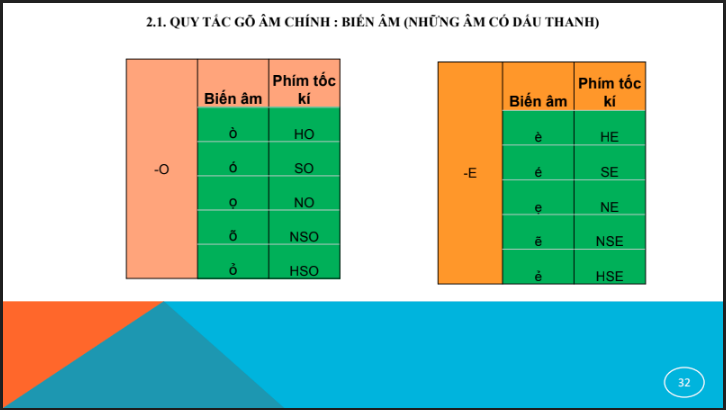 2.1. QUY TẮC GÕ ÂM CHÍNH : BIẾN ÂM (NHỮNG ÂM CÓ DẤU THANH)
-O
Biến âm Phím tốc
kí
ò HO
ó SO
ọ NO
õ NSO
ỏ HSO
-E
Biến âm Phím tốc
kí
è HE
é SE
ẹ NE
ẽ NSE
ẻ HSE
32